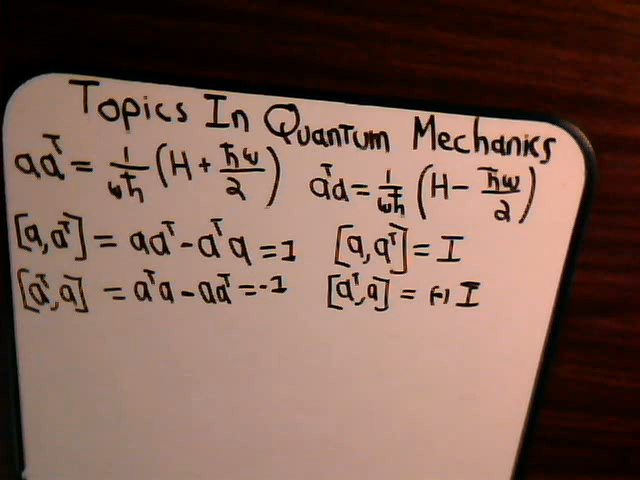 Topics In Quantum Mechanics
aa^T = 1/ωħ (H + ħω/2)   a^T a = 1/ωħ (H - ħω/2)
[a, a^T] = aa^T - a^T a = 1   [a, a^T] = I
[a^T, a] = a^T a - aa^T = -1   [a^T, a] = (-1) I